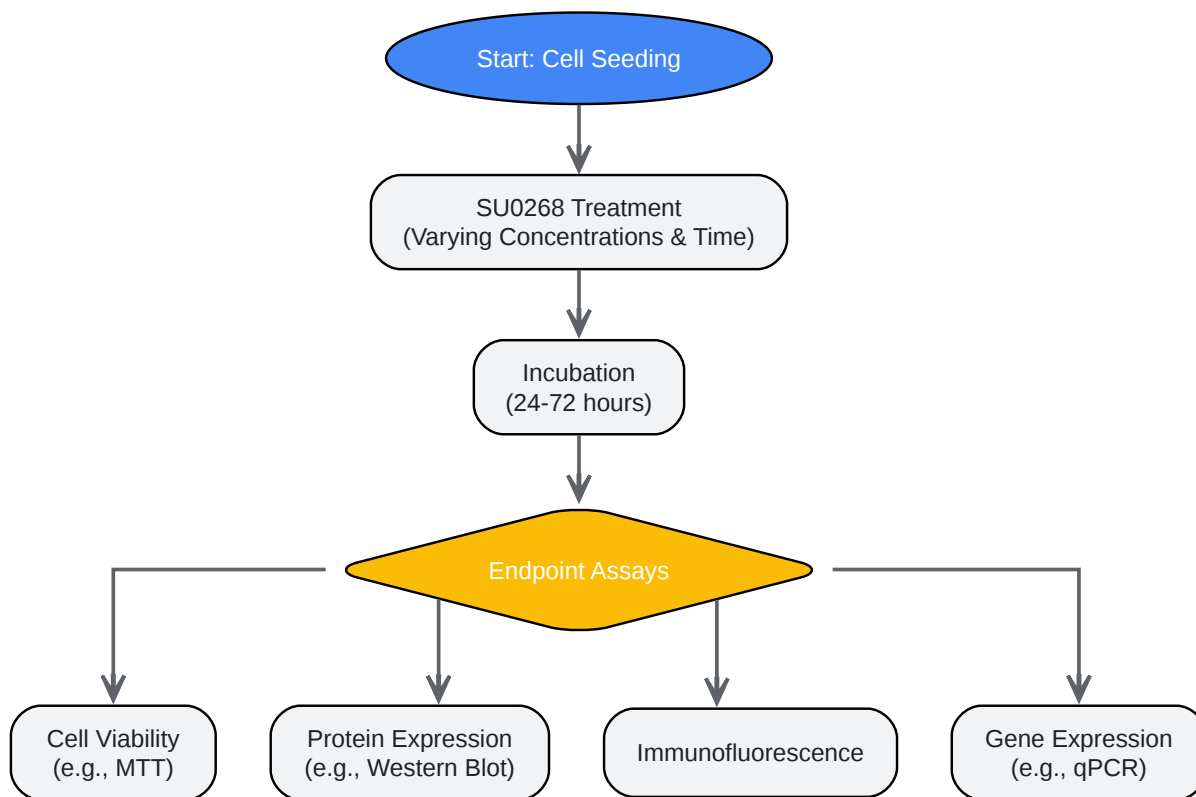 Start: Cell Seeding
SU0268 Treatment
(Varying Concentrations & Time)
Incubation
(24-72 hours)
Endpoint Assays
Cell Viability
(e.g., MTT)
Protein Expression
(e.g., Western Blot)
Immunofluorescence
Gene Expression
(e.g., qPCR)